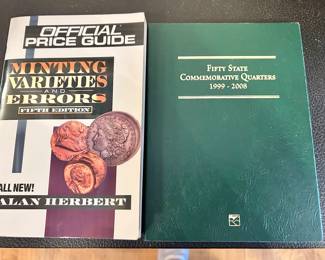 OFFICIAL
PRICE GUIDE
MINTING
VARIETIES
AND
ERRORS
FIFTH EDITION
ALL NEW!
ALAN HERBERT
FIFTY STATE
COMMEMORATIVE QUARTERS
1999 - 2008